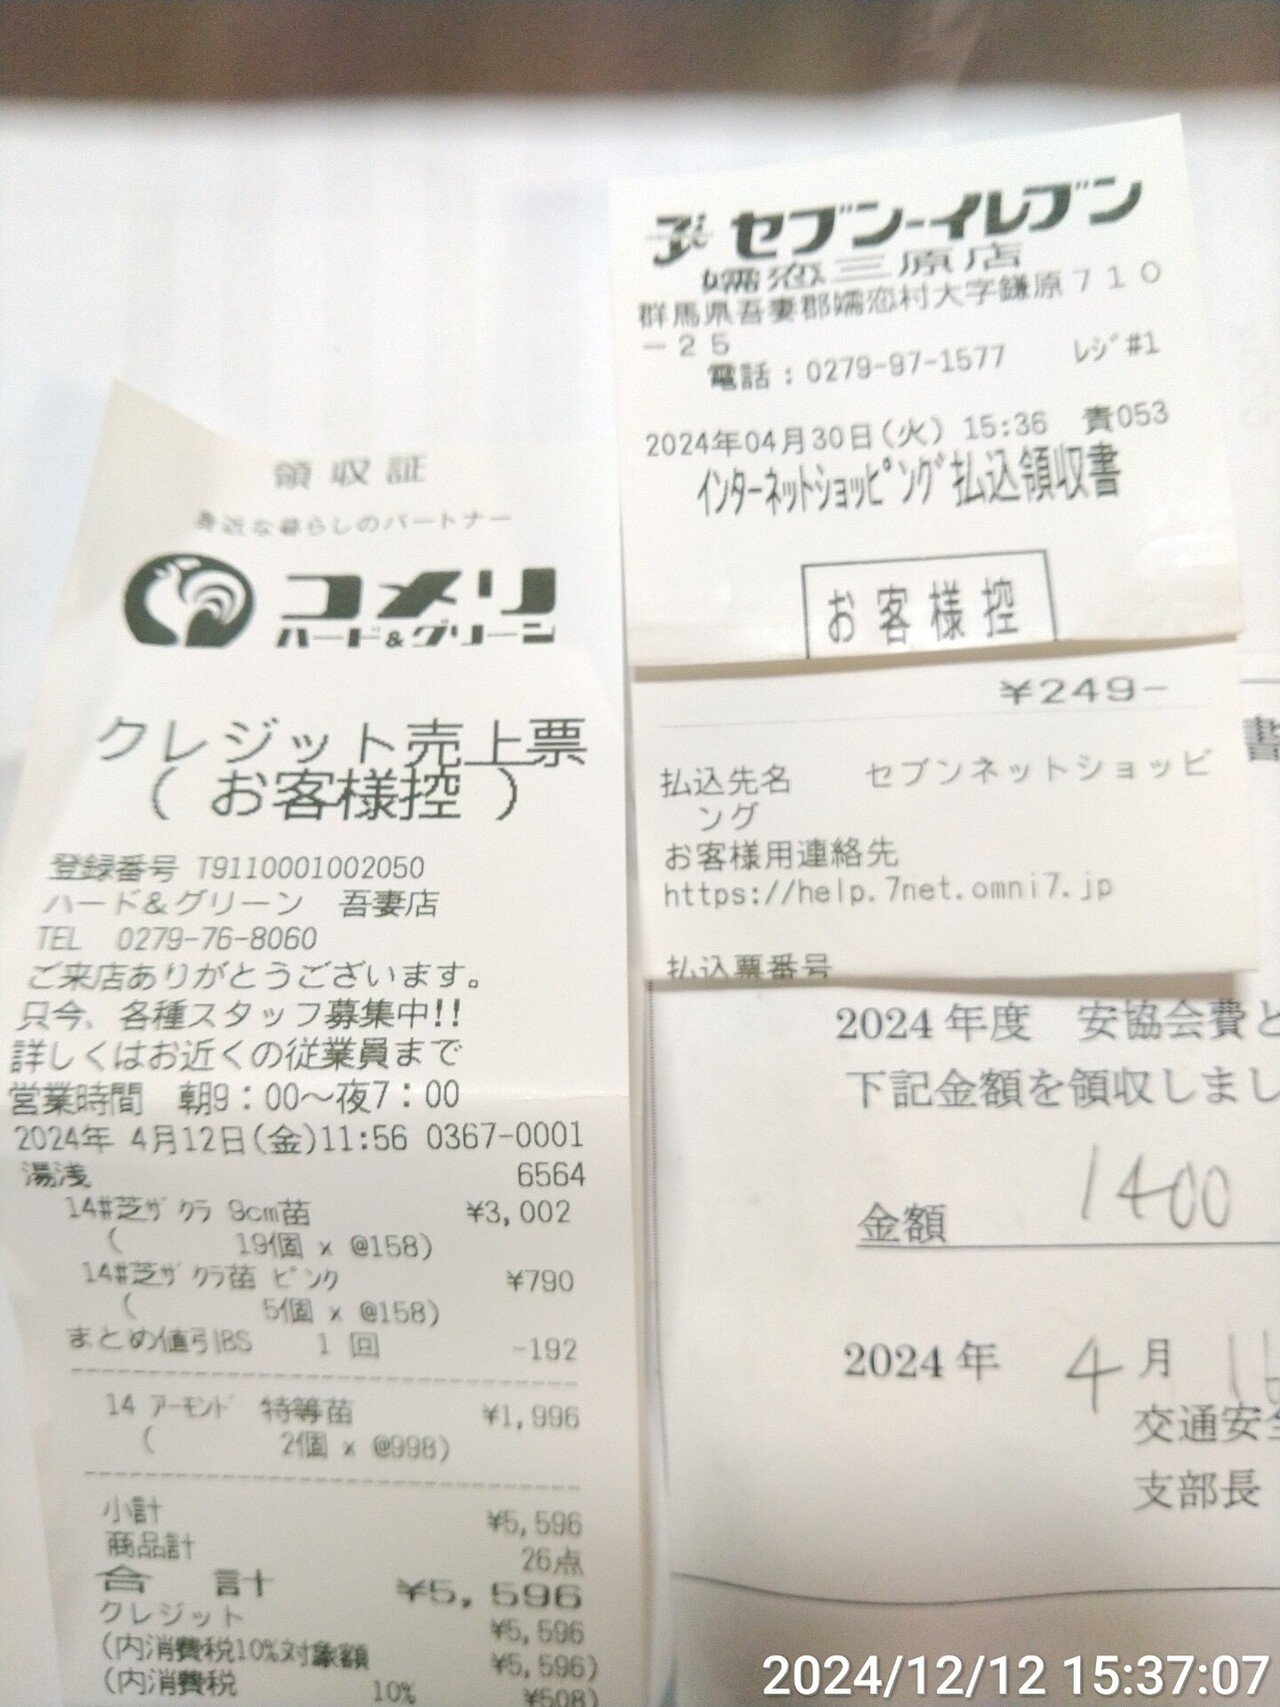 領収証
身近な暮らしのパートナー
コメリ
ハード&グリーン
クレジット売上票
( お客様控 )
登録番号 T9110001002050
ハード&グリーン 吾妻店
TEL 0279-76-8060
ご来店ありがとうございます。
只今、各種スタッフ募集中!!
詳しくはお近くの従業員まで
営業時間 朝9:00〜夜7:00
2024年 4月12日(金)11:56 0367-0001
湯浅 6564
14#芝ザクラ 9cm苗 ¥3,002
( 19個 x @158)
14#芝ザクラ苗 ピンク ¥790
( 5個 x @158)
まとめ値引BS 1 回 -192
14 アーモンド 特等苗 ¥1,996
( 2個 x @998)
小計 ¥5,596
商品計 26点
合 計 ¥5,596
クレジット ¥5,596
(内消費税10%対象額 ¥5,596)
(内消費税 10% ¥508)
セブン-イレブン
嬬恋三原店
群馬県吾妻郡嬬恋村大字鎌原710
-25
電話:0279-97-1577 レジ#1
2024年04月30日(火) 15:36 責053
インターネットショッピング払込領収書
お客様控
¥249-
払込先名 セブンネットショッピ
ング
お客様用連絡先
https://help.7net.omni7.jp
払込票番号
書
2024年度 安協会費と
下記金額を領収しまし
金額 1400
2024年 4月
交通安全
支部長
2024/12/12 15:37:07